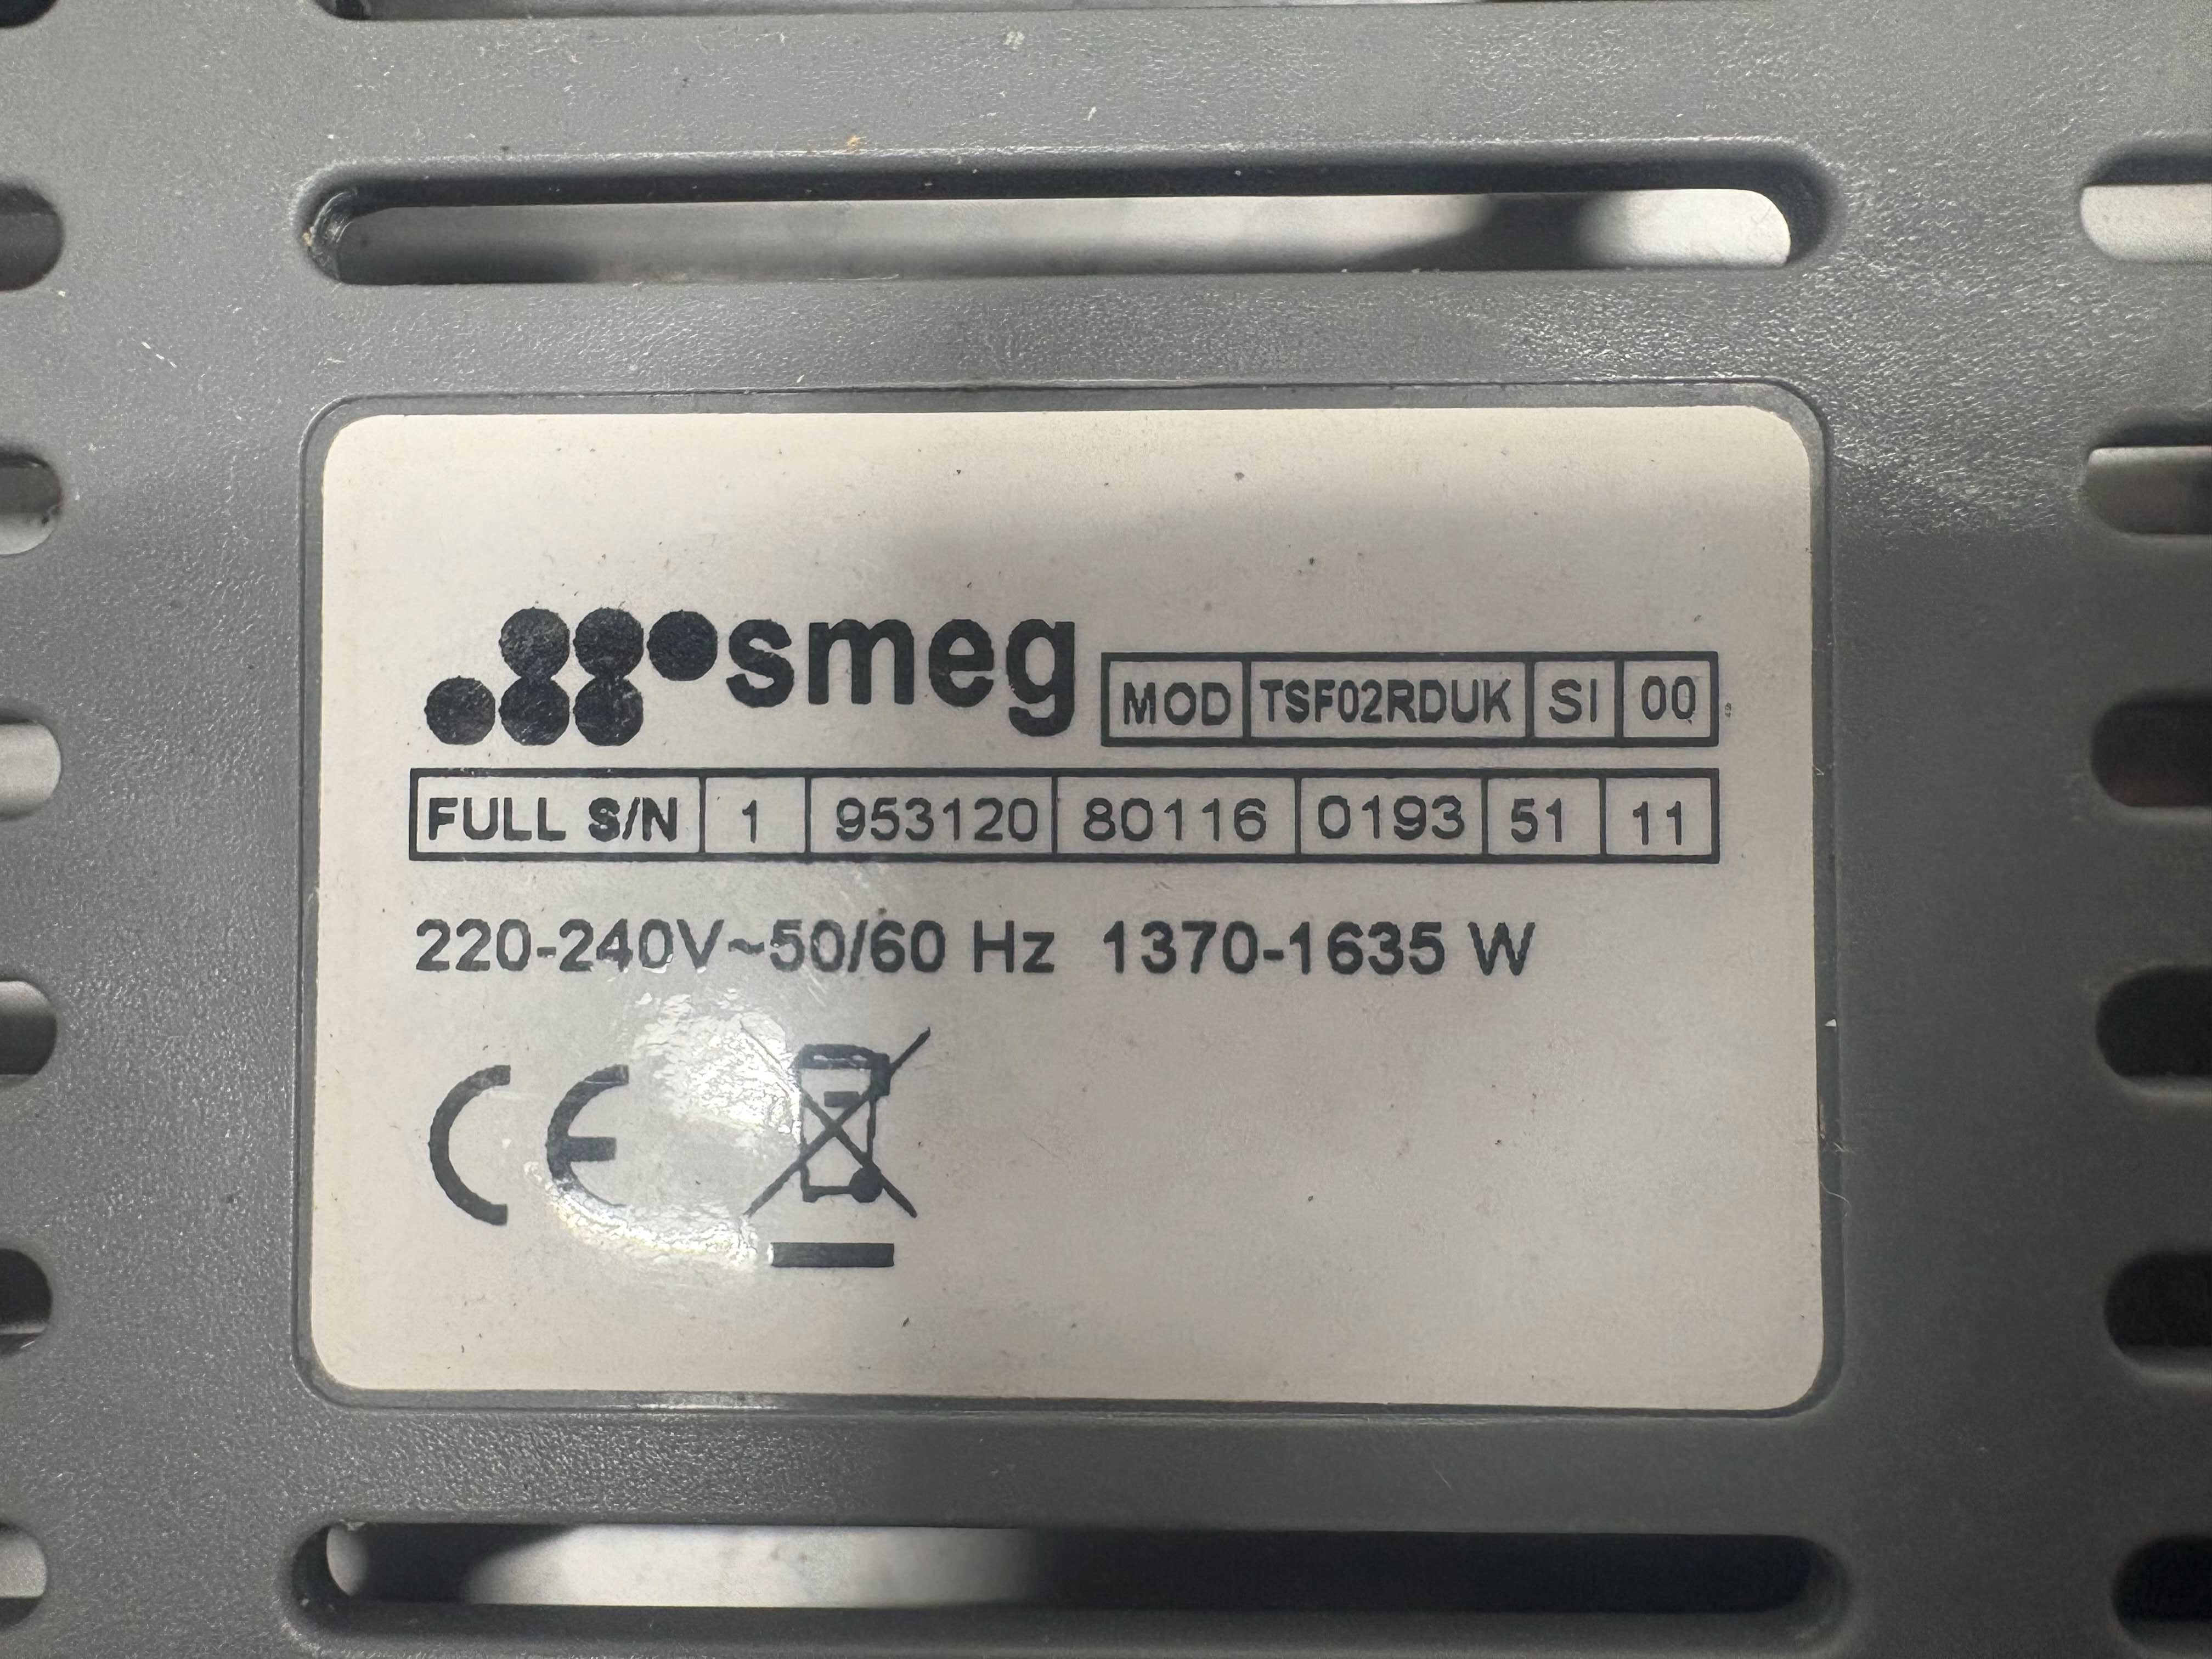 smeg MOD TSF02RDUK SI 00
FULL S/N 1 953120 80116 0193 51 11
220-240V~50/60 Hz 1370-1635 W
CE